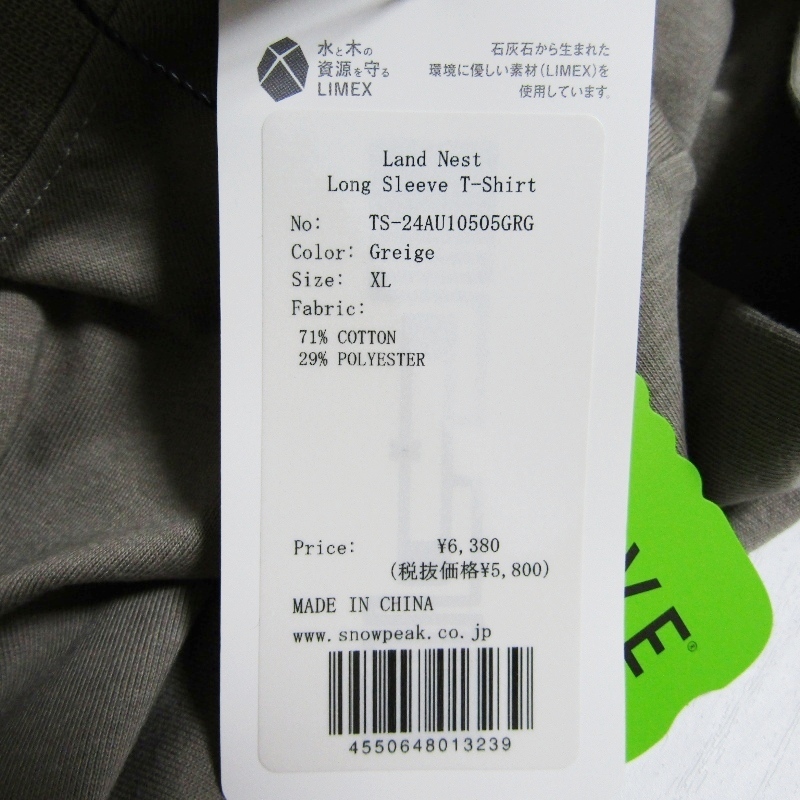 水と木の
資源を守る
LIMEX
石灰石から生まれた
環境に優しい素材(LIMEX)を
使用しています。
Land Nest
Long Sleeve T-Shirt
No: TS-24AU10505GRG
Color: Greige
Size: XL
Fabric:
71% COTTON
29% POLYESTER
Price: ¥6,380
(税抜価格¥5,800)
MADE IN CHINA
www.snowpeak.co.jp
4550648013239
VE®